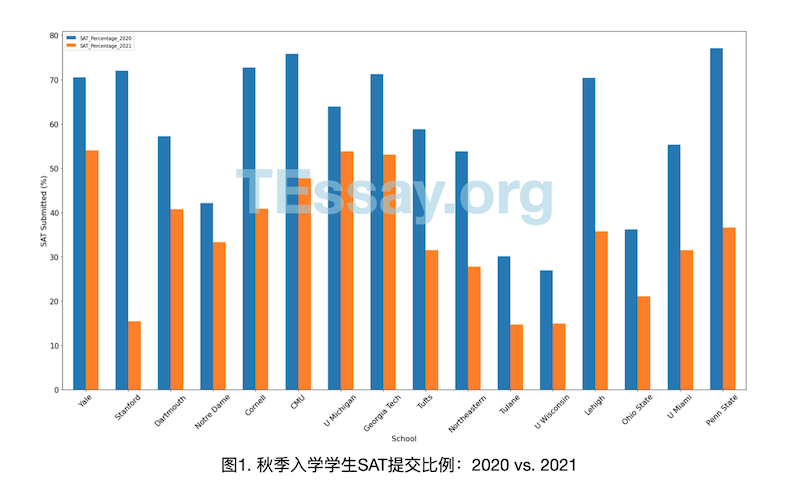 SAT_Percentage_2020
SAT_Percentage_2021
80
70
60
50
40
30
20
10
0
SAT Submitted (%)
TEssay.org
Yale
Stanford
Dartmouth
Notre Dame
Cornell
CMU
U Michigan
Georgia Tech
Tufts
Northeastern
Tulane
U Wisconsin
Lehigh
Ohio State
U Miami
Penn State
School
图1. 秋季入学学生SAT提交比例：2020 vs. 2021